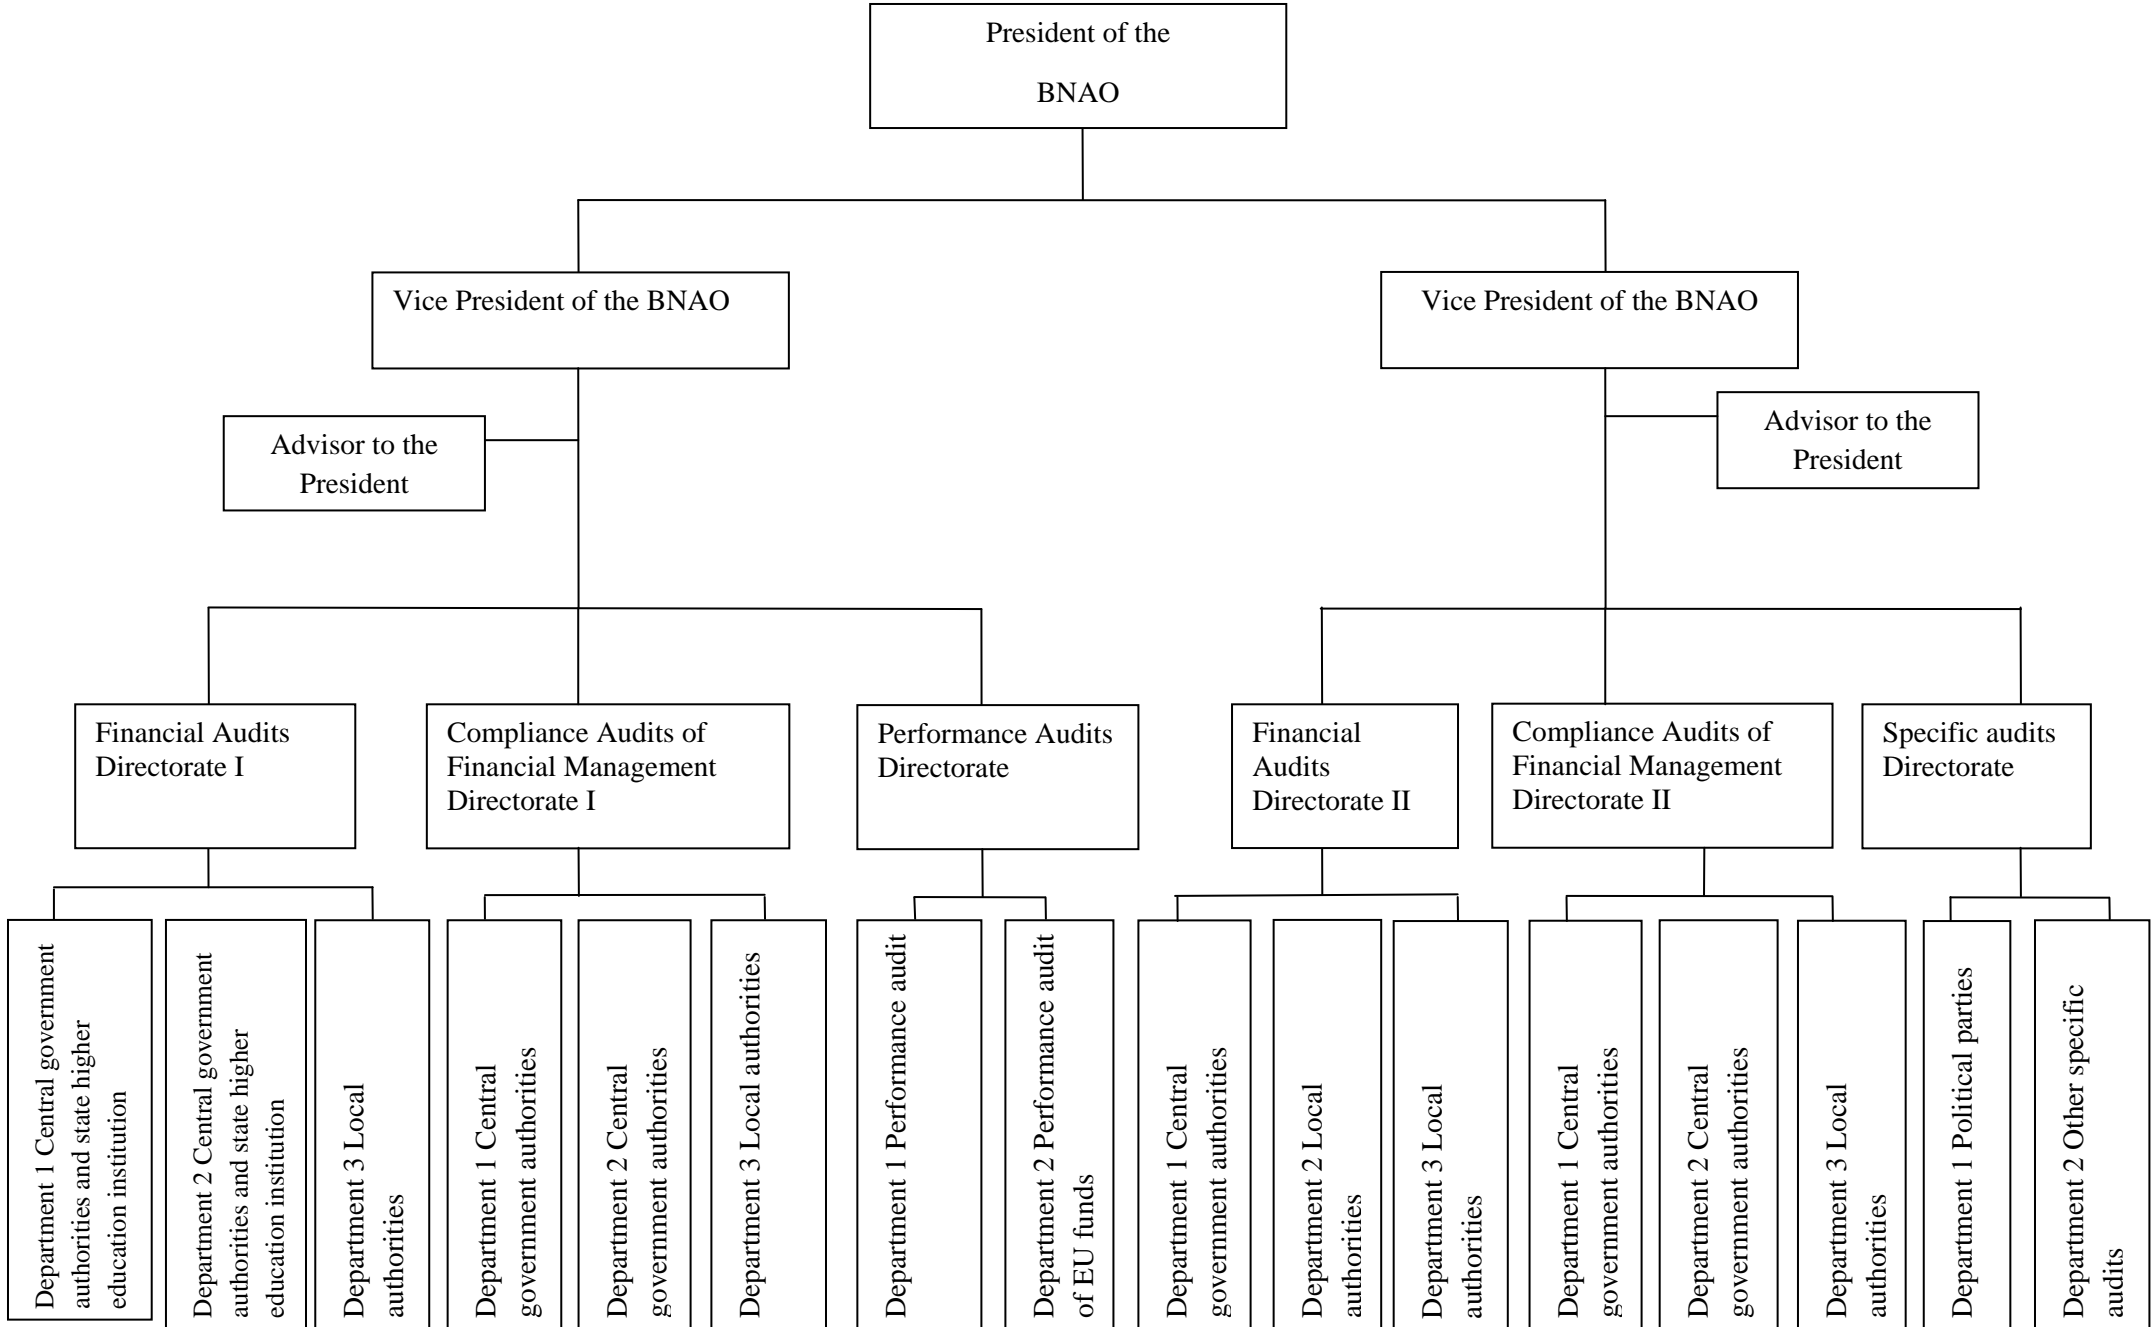 President of the
BNAO
Vice President of the BNAO
Vice President of the BNAO
Advisor to the
President
Advisor to the
President
Financial Audits
Directorate I
Compliance Audits of
Financial Management
Directorate I
Performance Audits
Directorate
Financial
Audits
Directorate II
Compliance Audits of
Financial Management
Directorate II
Specific audits
Directorate
Department 1 Central government
authorities and state higher
education institution
Department 2 Central government
authorities and state higher
education institution
Department 3 Local
authorities
Department 1 Central
government authorities
Department 2 Central
government authorities
Department 3 Local authorities
Department 1 Performance audit
Department 2 Performance audit
of EU funds
Department 1 Central
government authorities
Department 2 Local
authorities
Department 3 Local
authorities
Department 1 Central
government authorities
Department 2 Central
government authorities
Department 3 Local
authorities
Department 1 Political parties
Department 2 Other specific
audits